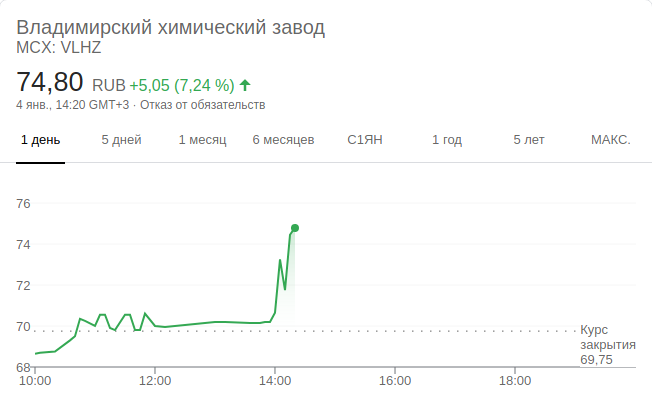 Владимирский химический завод
MCX: VLHZ
74,80 RUB +5,05 (7,24 %)
4 янв., 14:20 GMT+3 · Отказ от обязательств
1 день 5 дней 1 месяц 6 месяцев С1ЯН 1 год 5 лет МАКС.
76
74
72
70
Курс
закрытия
69,75
68
10:00 12:00 14:00 16:00 18:00